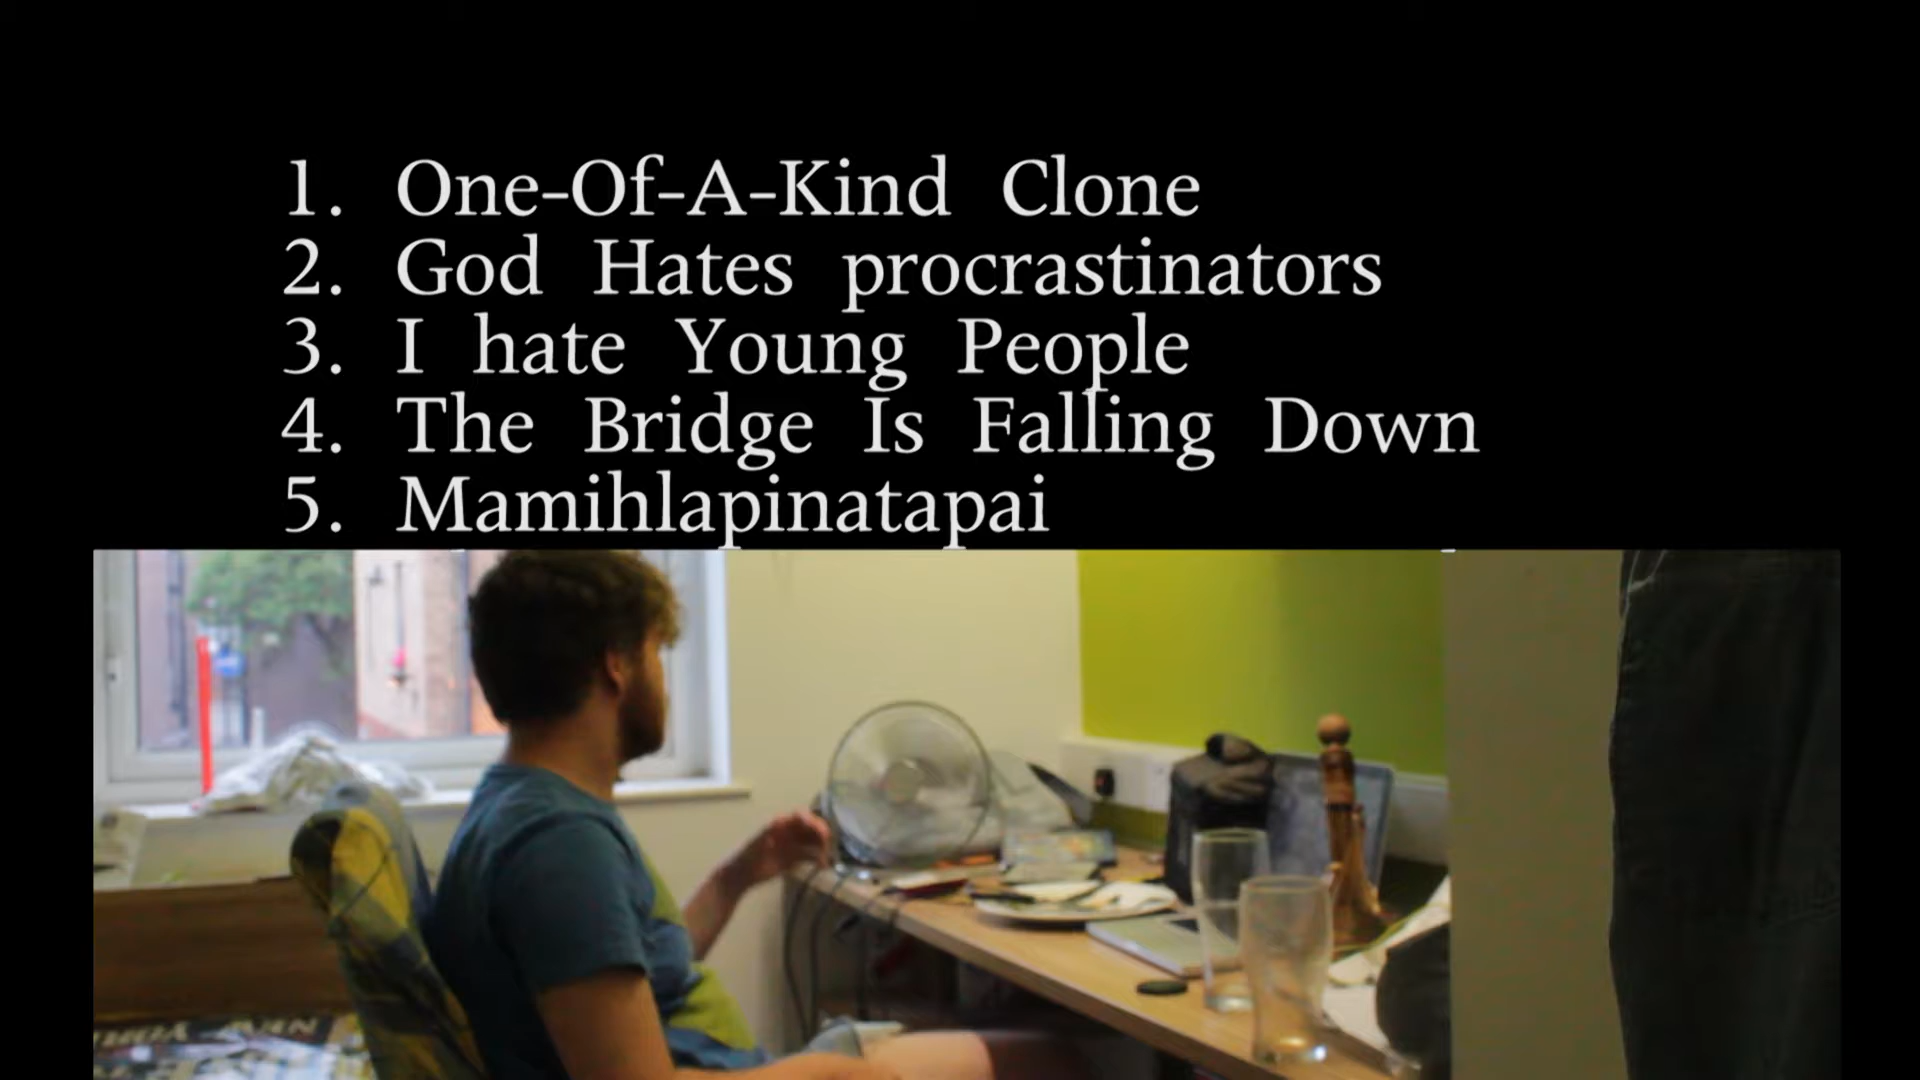 1. One-Of-A-Kind Clone
2. God Hates procrastinators
3. I hate Young People
4. The Bridge Is Falling Down
5. Mamihlapinatapai